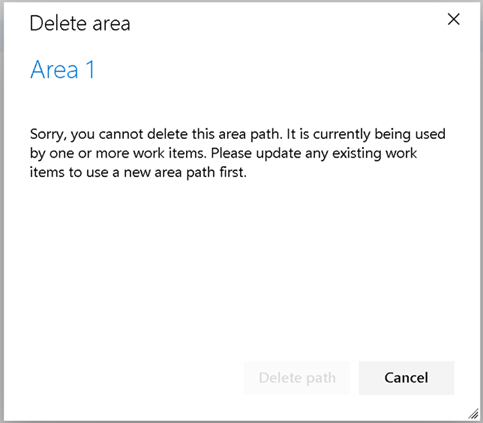 Delete area
Area 1
Sorry, you cannot delete this area path. It is currently being used
by one or more work items. Please update any existing work
items to use a new area path first.
Delete path
Cancel